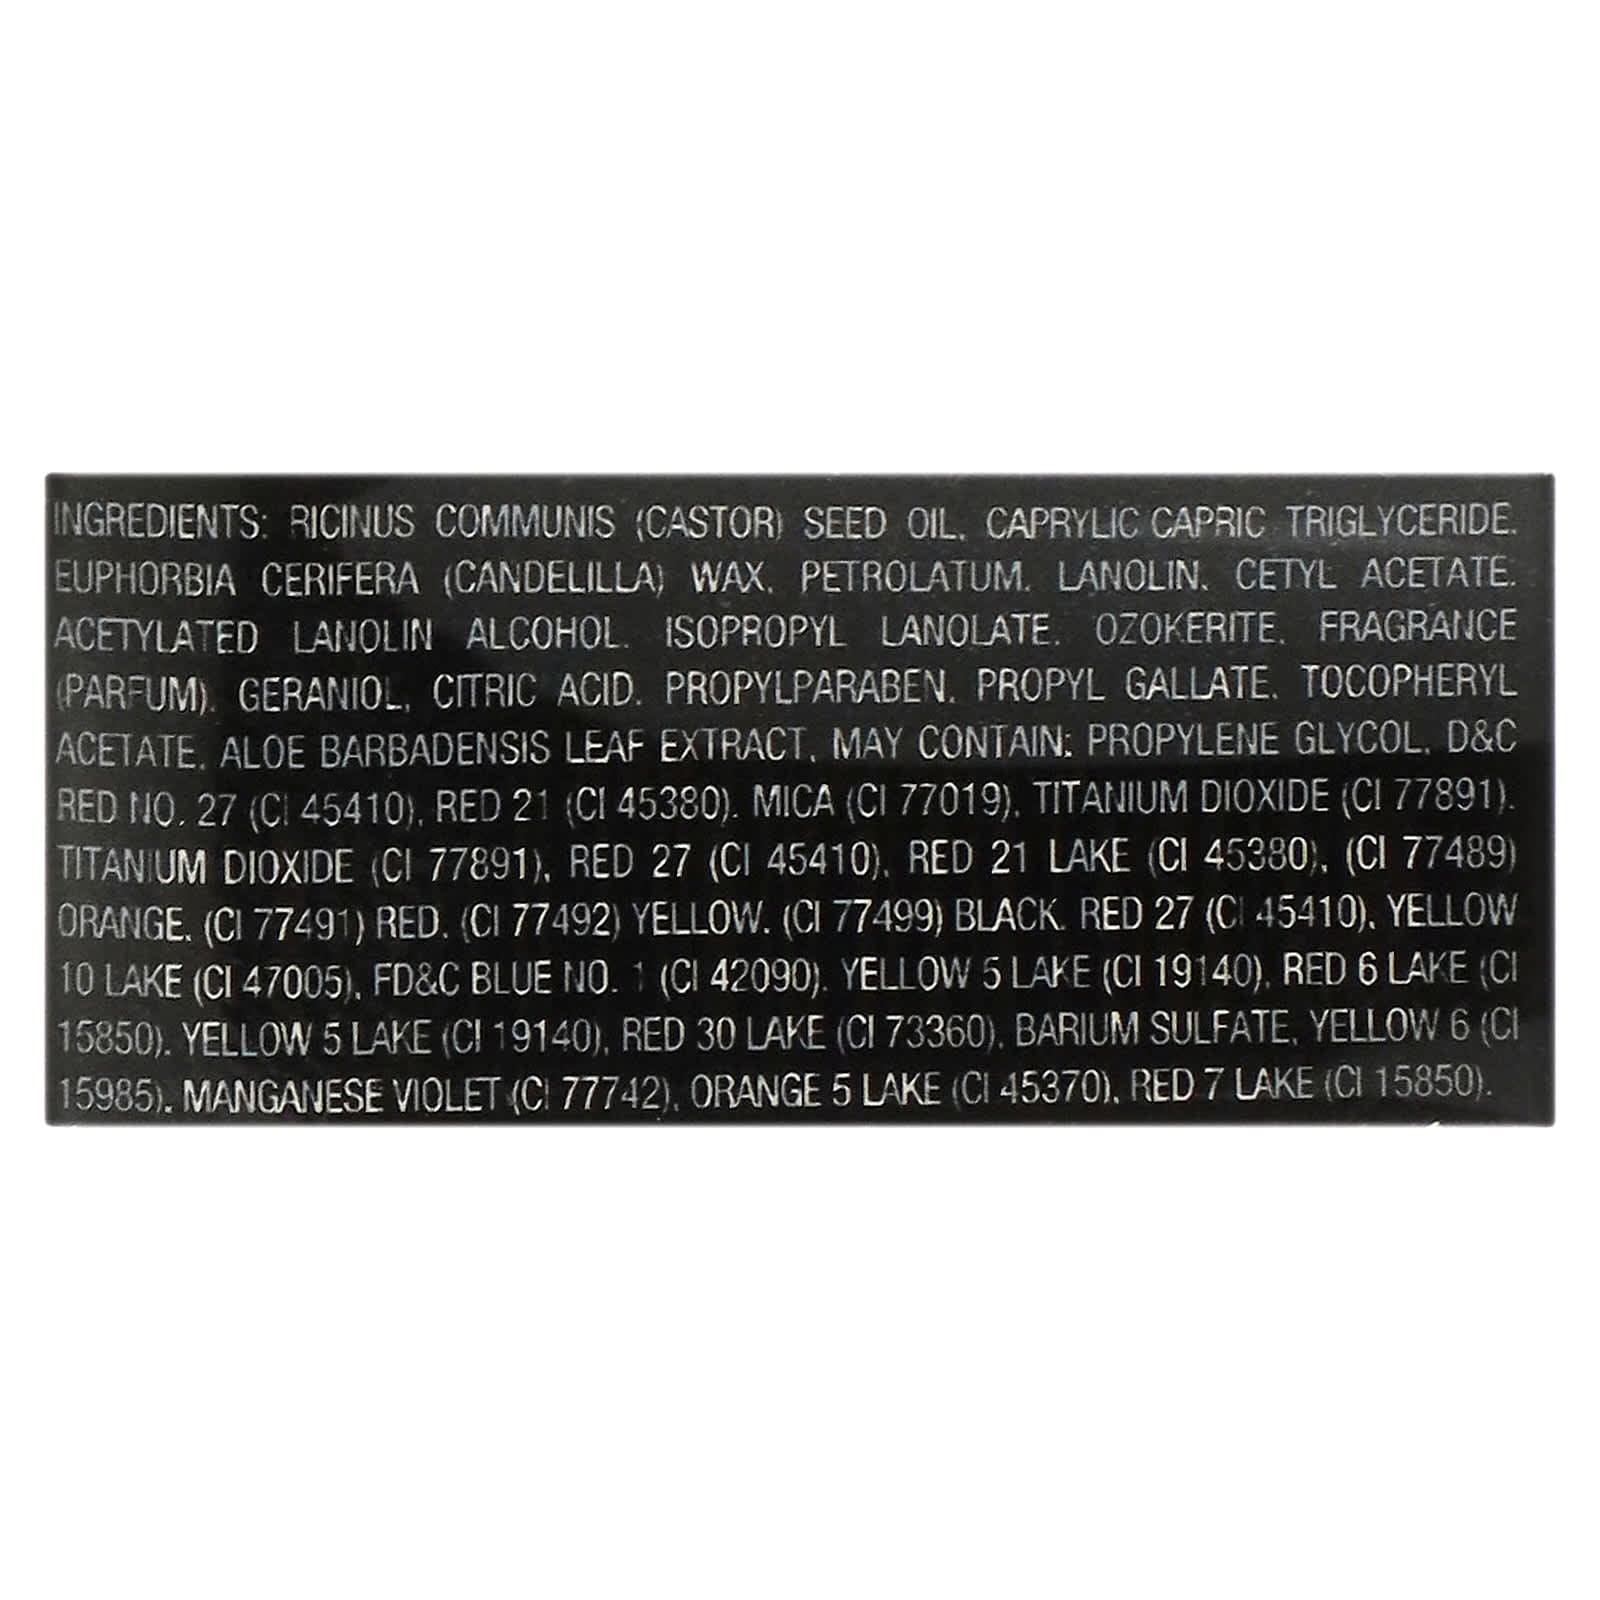 INGREDIENTS: RICINUS COMMUNIS (CASTOR) SEED OIL, CAPRYLIC CAPRIC TRIGLYCERIDE,
EUPHORBIA CERIFERA (CANDELILLA) WAX, PETROLATUM, LANOLIN, CETYL ACETATE,
ACETYLATED LANOLIN ALCOHOL, ISOPROPYL LANOLATE, OZOKERITE, FRAGRANCE
(PARFUM), GERANIOL, CITRIC ACID, PROPYLPARABEN, PROPYL GALLATE, TOCOPHERYL
ACETATE, ALOE BARBADENSIS LEAF EXTRACT, MAY CONTAIN: PROPYLENE GLYCOL, D&C
RED NO. 27 (CI 45410), RED 21 (CI 45380), MICA (CI 77019), TITANIUM DIOXIDE (CI 77891),
TITANIUM DIOXIDE (CI 77891), RED 27 (CI 45410), RED 21 LAKE (CI 45380), (CI 77489)
ORANGE, (CI 77491) RED, (CI 77492) YELLOW, (CI 77499) BLACK, RED 27 (CI 45410), YELLOW
10 LAKE (CI 47005), FD&C BLUE NO. 1 (CI 42090), YELLOW 5 LAKE (CI 19140), RED 6 LAKE (CI
15850), YELLOW 5 LAKE (CI 19140), RED 30 LAKE (CI 73360), BARIUM SULFATE, YELLOW 6 (CI
15985), MANGANESE VIOLET (CI 77742), ORANGE 5 LAKE (CI 45370), RED 7 LAKE (CI 15850).